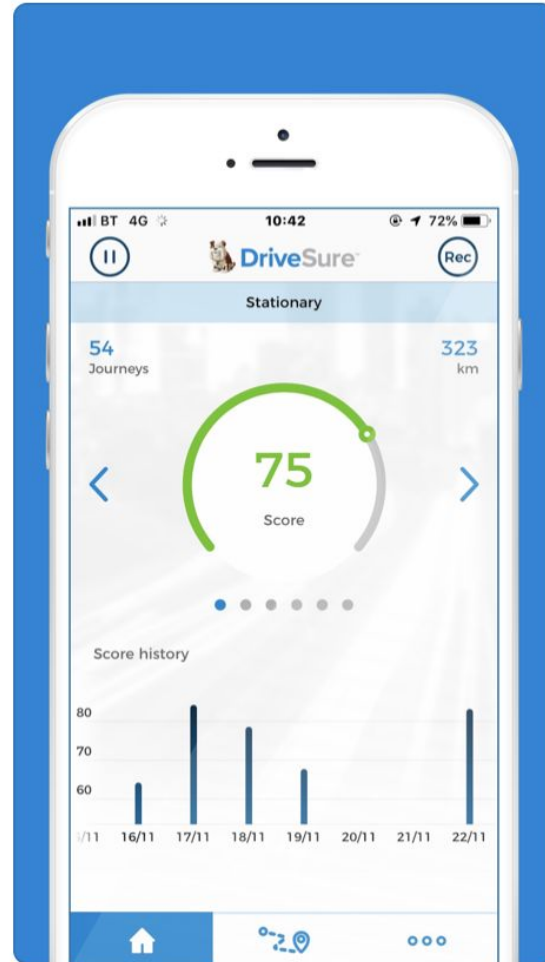 BT 4G 10:42 72%
DriveSure Rec
Stationary
54 323
Journeys km
75
Score
Score history
80
70
60
/11 16/11 17/11 18/11 19/11 20/11 21/11 22/11